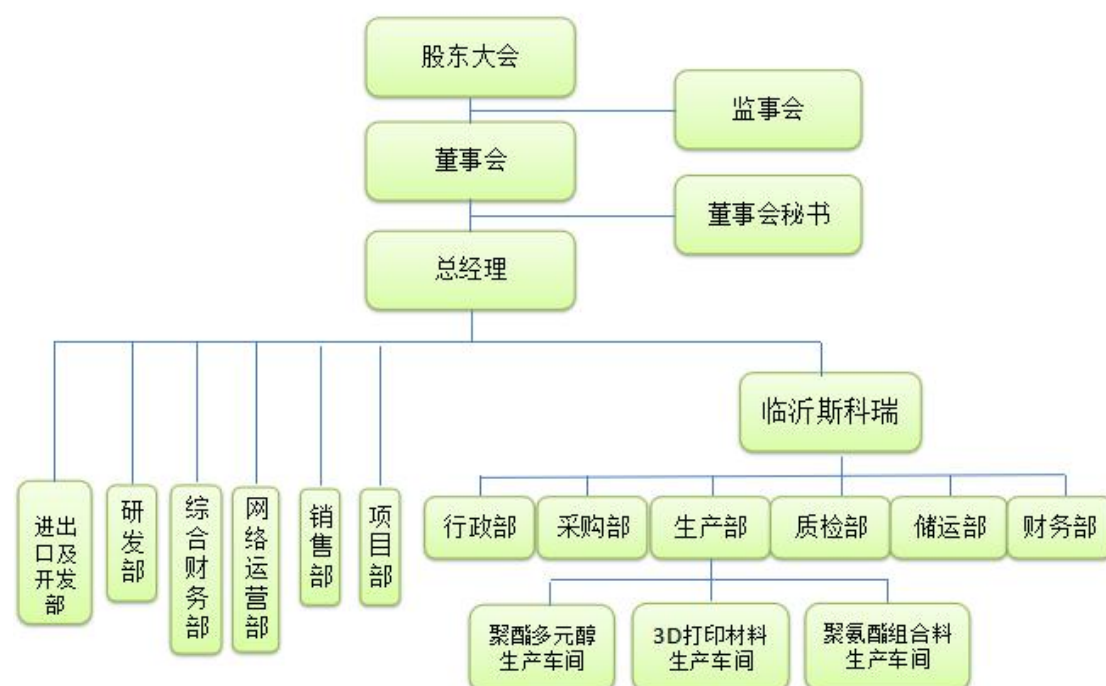 股东大会
监事会
董事会
董事会秘书
总经理
临沂斯科瑞
进出
口及
开发
部
研发部
综合财务部
网络运营部
销售部
项目部
行政部
采购部
生产部
质检部
储运部
财务部
聚酯多元醇
生产车间
3D打印材料
生产车间
聚氨酯组合料
生产车间